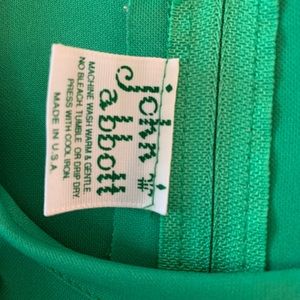 john
abbott
MACHINE WASH WARM & GENTLE.
NO BLEACH. TUMBLE OR DRIP DRY.
PRESS WITH COOL IRON.
MADE IN U.S.A.